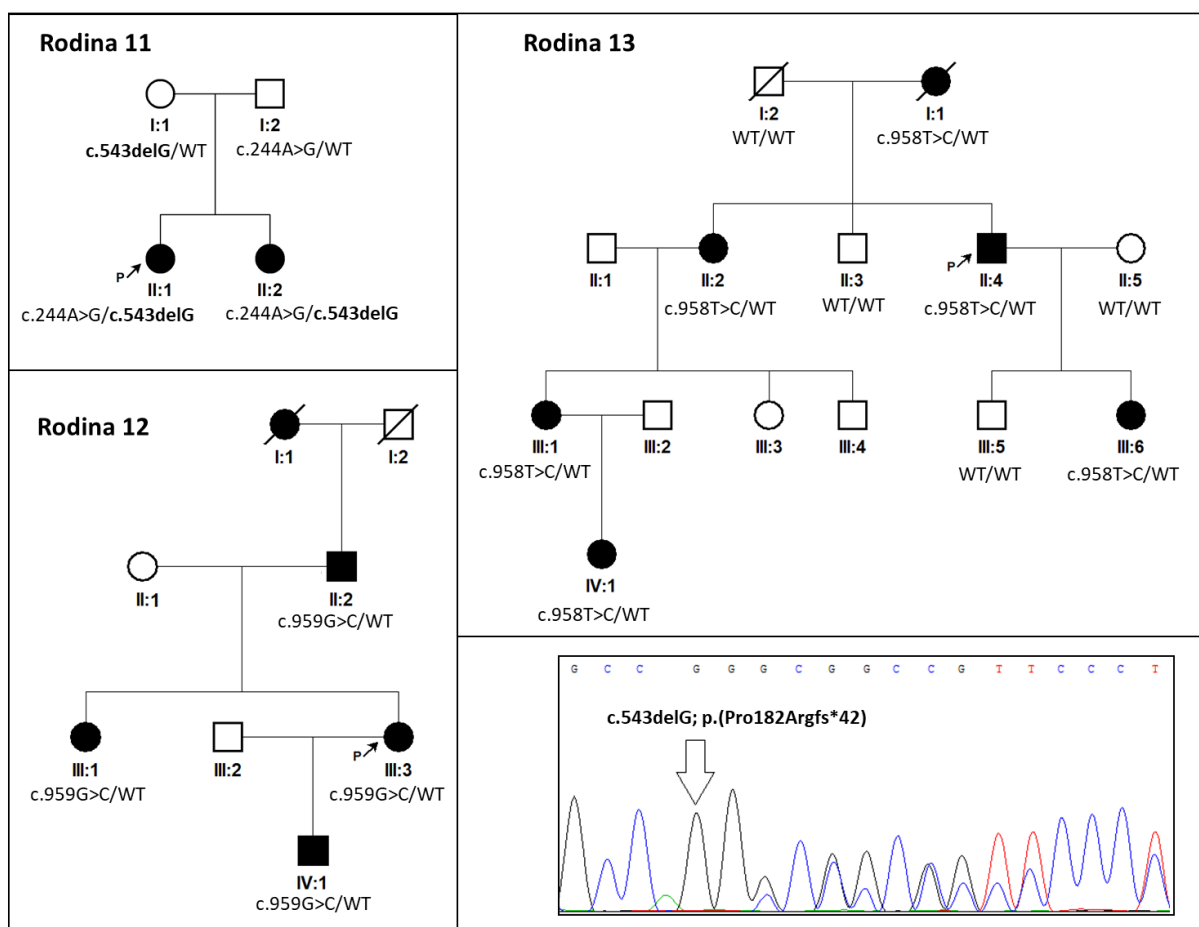 Rodina 11
I:1
I:2
c.543delG/WT
c.244A>G/WT
P
II:1
II:2
c.244A>G/c.543delG
c.244A>G/c.543delG
Rodina 12
I:1
I:2
II:1
II:2
c.959G>C/WT
P
III:1
III:2
III:3
c.959G>C/WT
c.959G>C/WT
IV:1
c.959G>C/WT
Rodina 13
I:2
I:1
WT/WT
c.958T>C/WT
P
II:1
II:2
II:3
II:4
II:5
c.958T>C/WT
WT/WT
c.958T>C/WT
WT/WT
III:1
III:2
III:3
III:4
III:5
III:6
c.958T>C/WT
WT/WT
c.958T>C/WT
IV:1
c.958T>C/WT
G C C G G G C G G C C G T T C C C T
c.543delG; p.(Pro182Argfs*42)